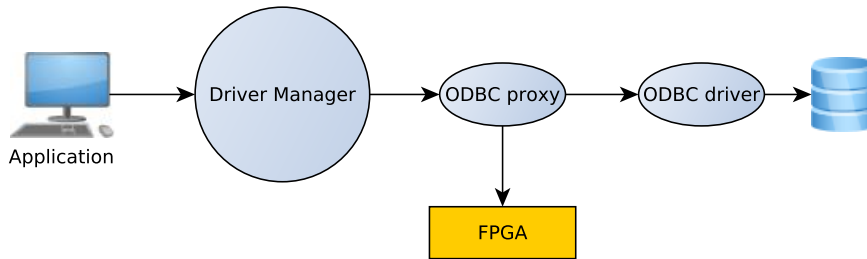 Application
Driver Manager
ODBC proxy
ODBC driver
FPGA